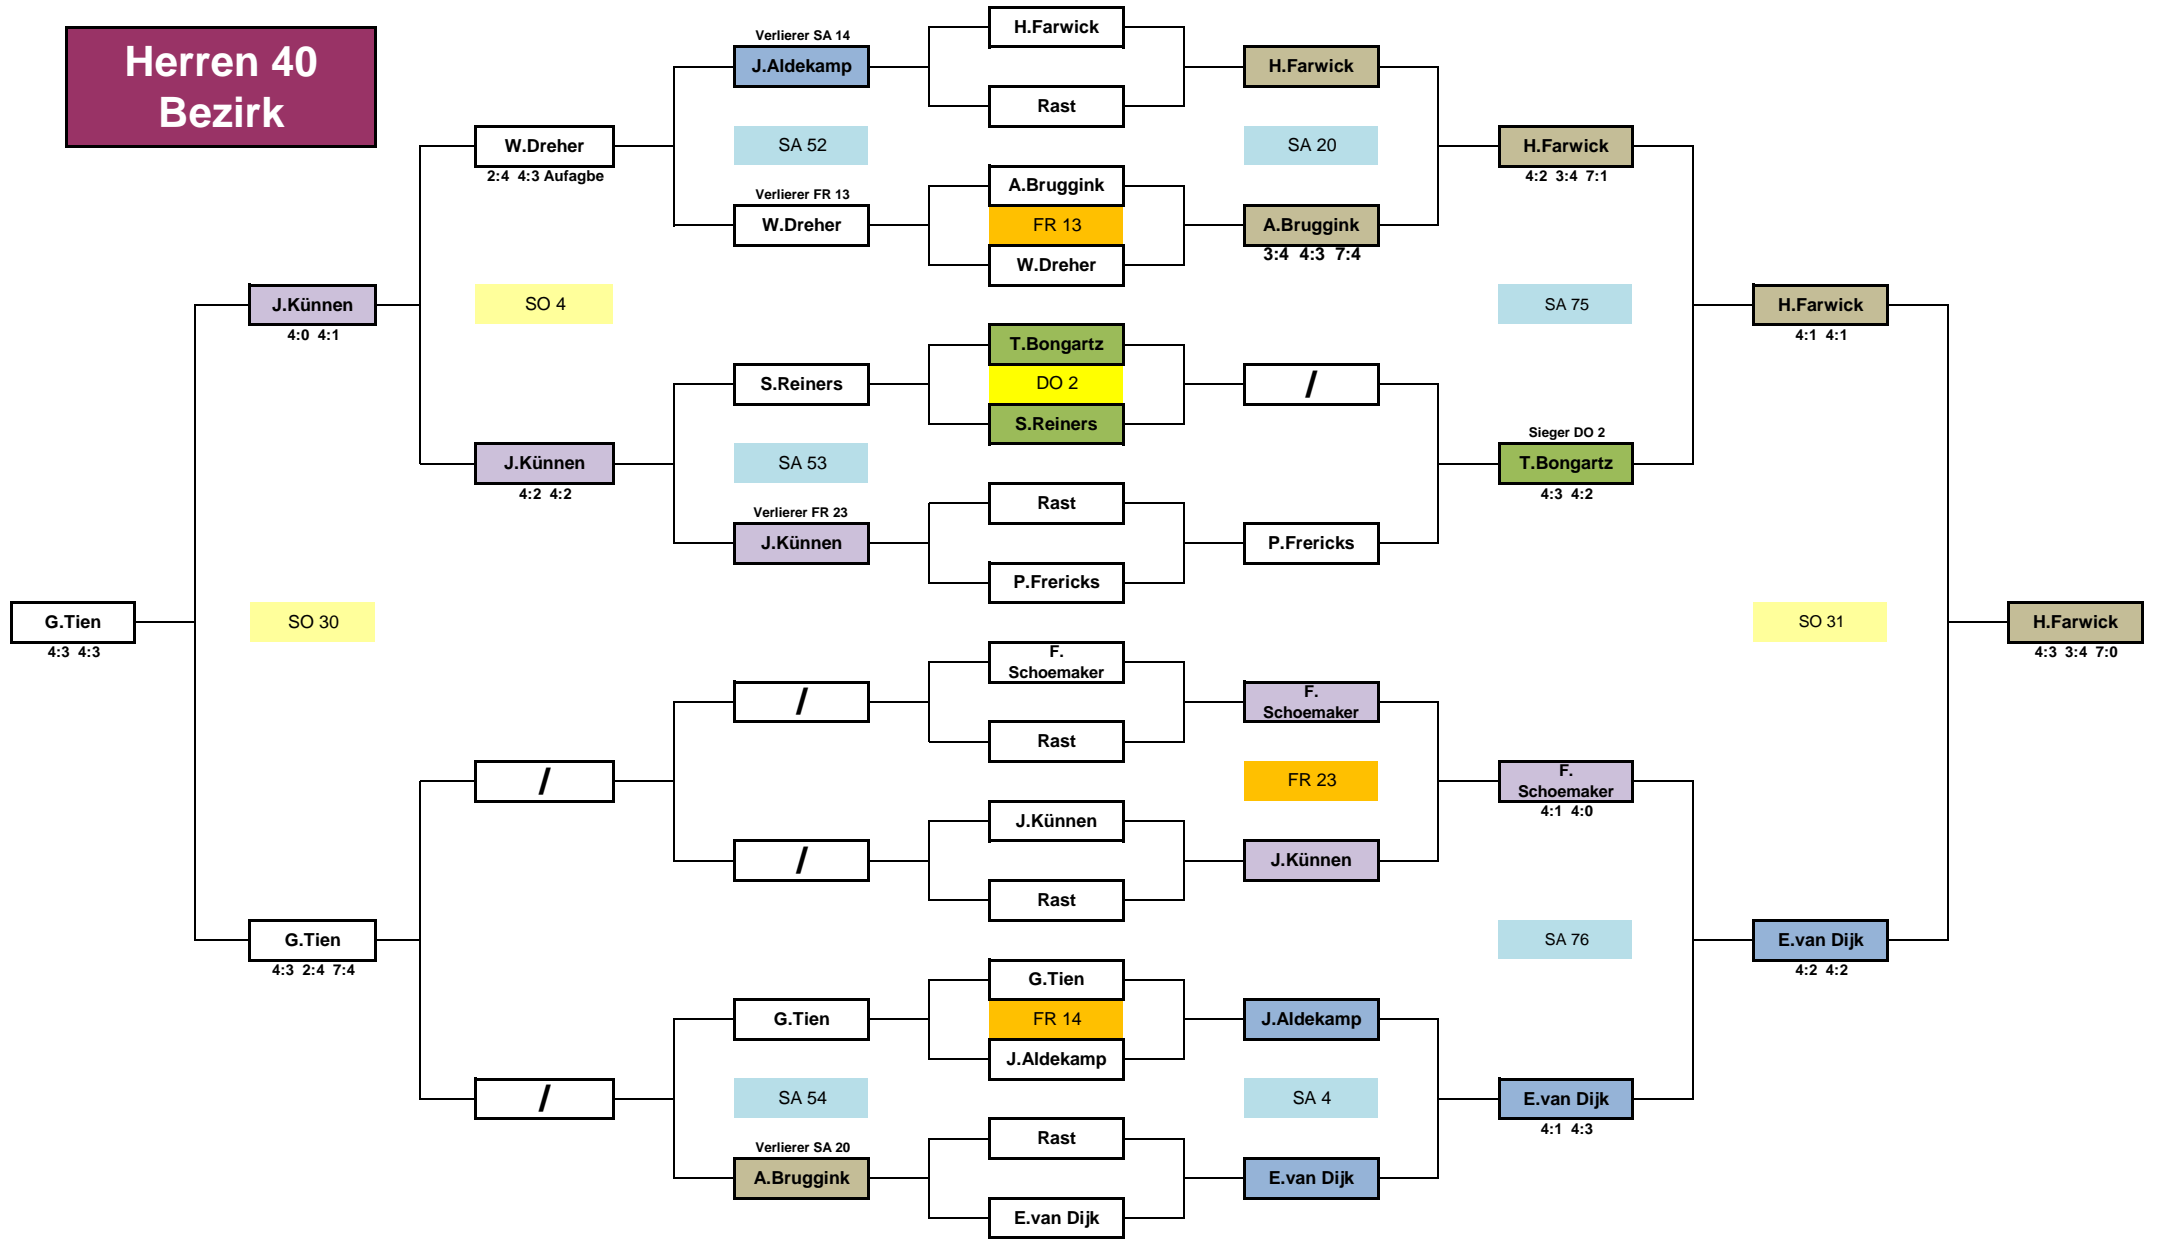 Herren 40
Bezirk
G.Tien
4:3 4:3
J.Künnen
4:0 4:1
SO 30
G.Tien
4:3 2:4 7:4
W.Dreher
2:4 4:3 Aufagbe
SO 4
J.Künnen
4:2 4:2
/
/
Verlierer SA 14
J.Aldekamp
SA 52
Verlierer FR 13
W.Dreher
S.Reiners
SA 53
Verlierer FR 23
J.Künnen
/
/
G.Tien
SA 54
Verlierer SA 20
A.Bruggink
H.Farwick
Rast
A.Bruggink
FR 13
W.Dreher
T.Bongartz
DO 2
S.Reiners
Rast
P.Frericks
F.
Schoemaker
Rast
J.Künnen
Rast
G.Tien
FR 14
J.Aldekamp
Rast
E.van Dijk
H.Farwick
SA 20
A.Bruggink
3:4 4:3 7:4
/
P.Frericks
F.
Schoemaker
FR 23
J.Künnen
J.Aldekamp
SA 4
E.van Dijk
H.Farwick
4:2 3:4 7:1
SA 75
Sieger DO 2
T.Bongartz
4:3 4:2
F.
Schoemaker
4:1 4:0
SA 76
E.van Dijk
4:1 4:3
H.Farwick
4:1 4:1
SO 31
E.van Dijk
4:2 4:2
H.Farwick
4:3 3:4 7:0